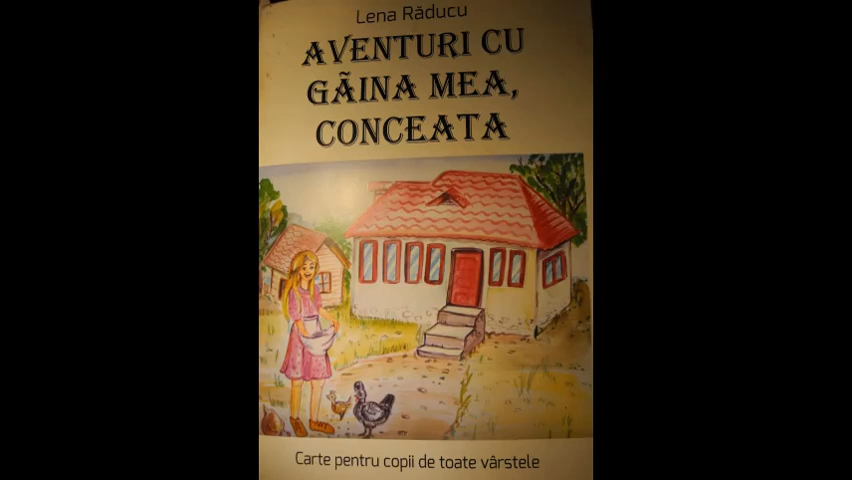 Lena Răducu
AVENTURI CU
GÃINA MEA,
CONCEATA
Carte pentru copii de toate vârstele